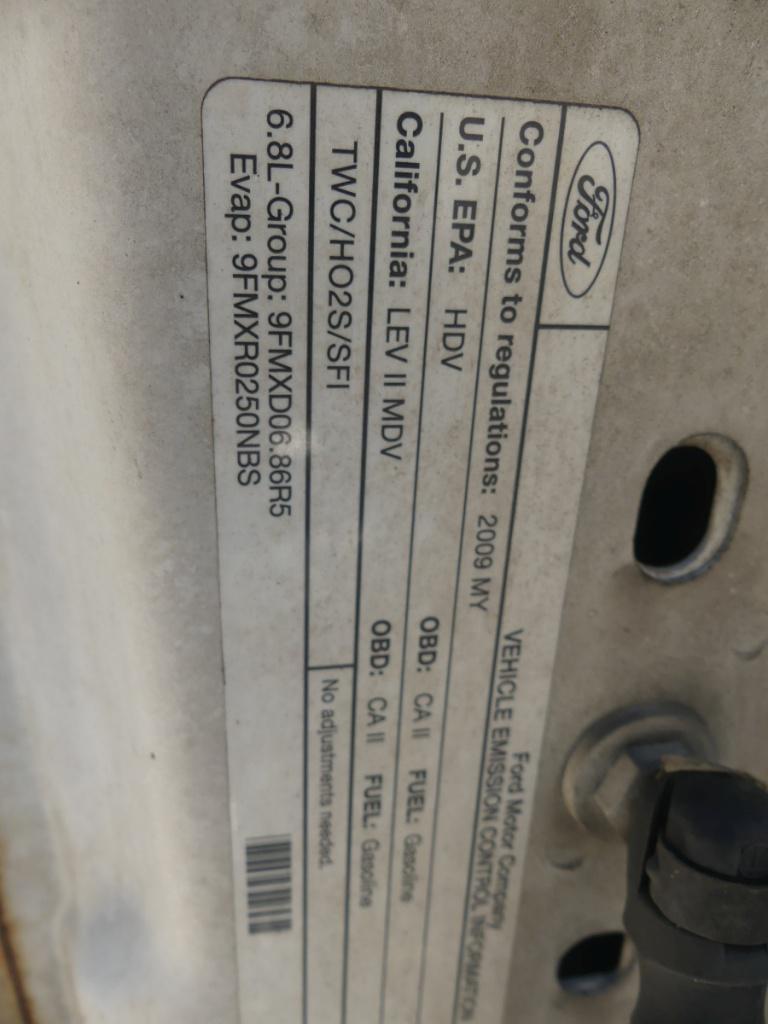 Ford
Ford Motor Company
VEHICLE EMISSION CONTROL INFORMATION
Conforms to regulations: 2009 MY
U.S. EPA: HDV OBD: CA II FUEL: Gasoline
California: LEV II MDV OBD: CA II FUEL: Gasoline
TWC/HO2S/SFI No adjustments needed.
6.8L-Group: 9FMXD06.86R5
Evap: 9FMXR0250NBS